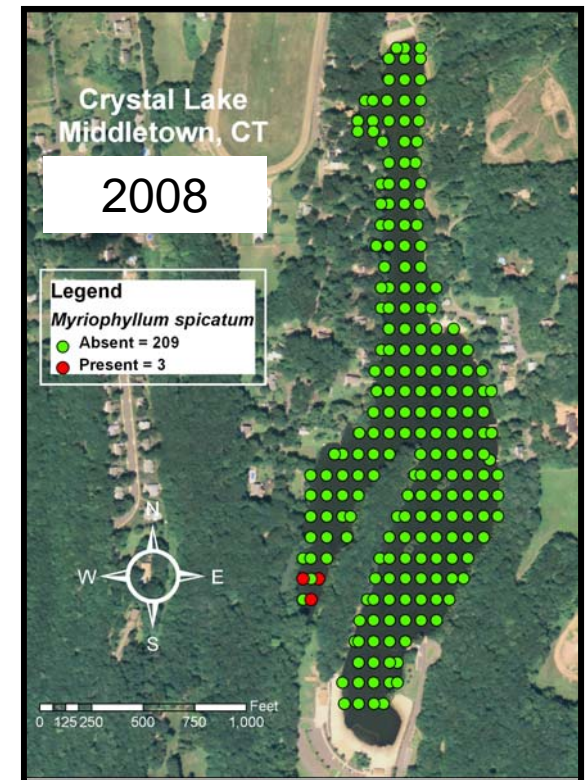 Crystal Lake
Middletown, CT
2008
Legend
Myriophyllum spicatum
Absent = 209
Present = 3
N
W
E
S
Feet
0 125 250 500 750 1,000